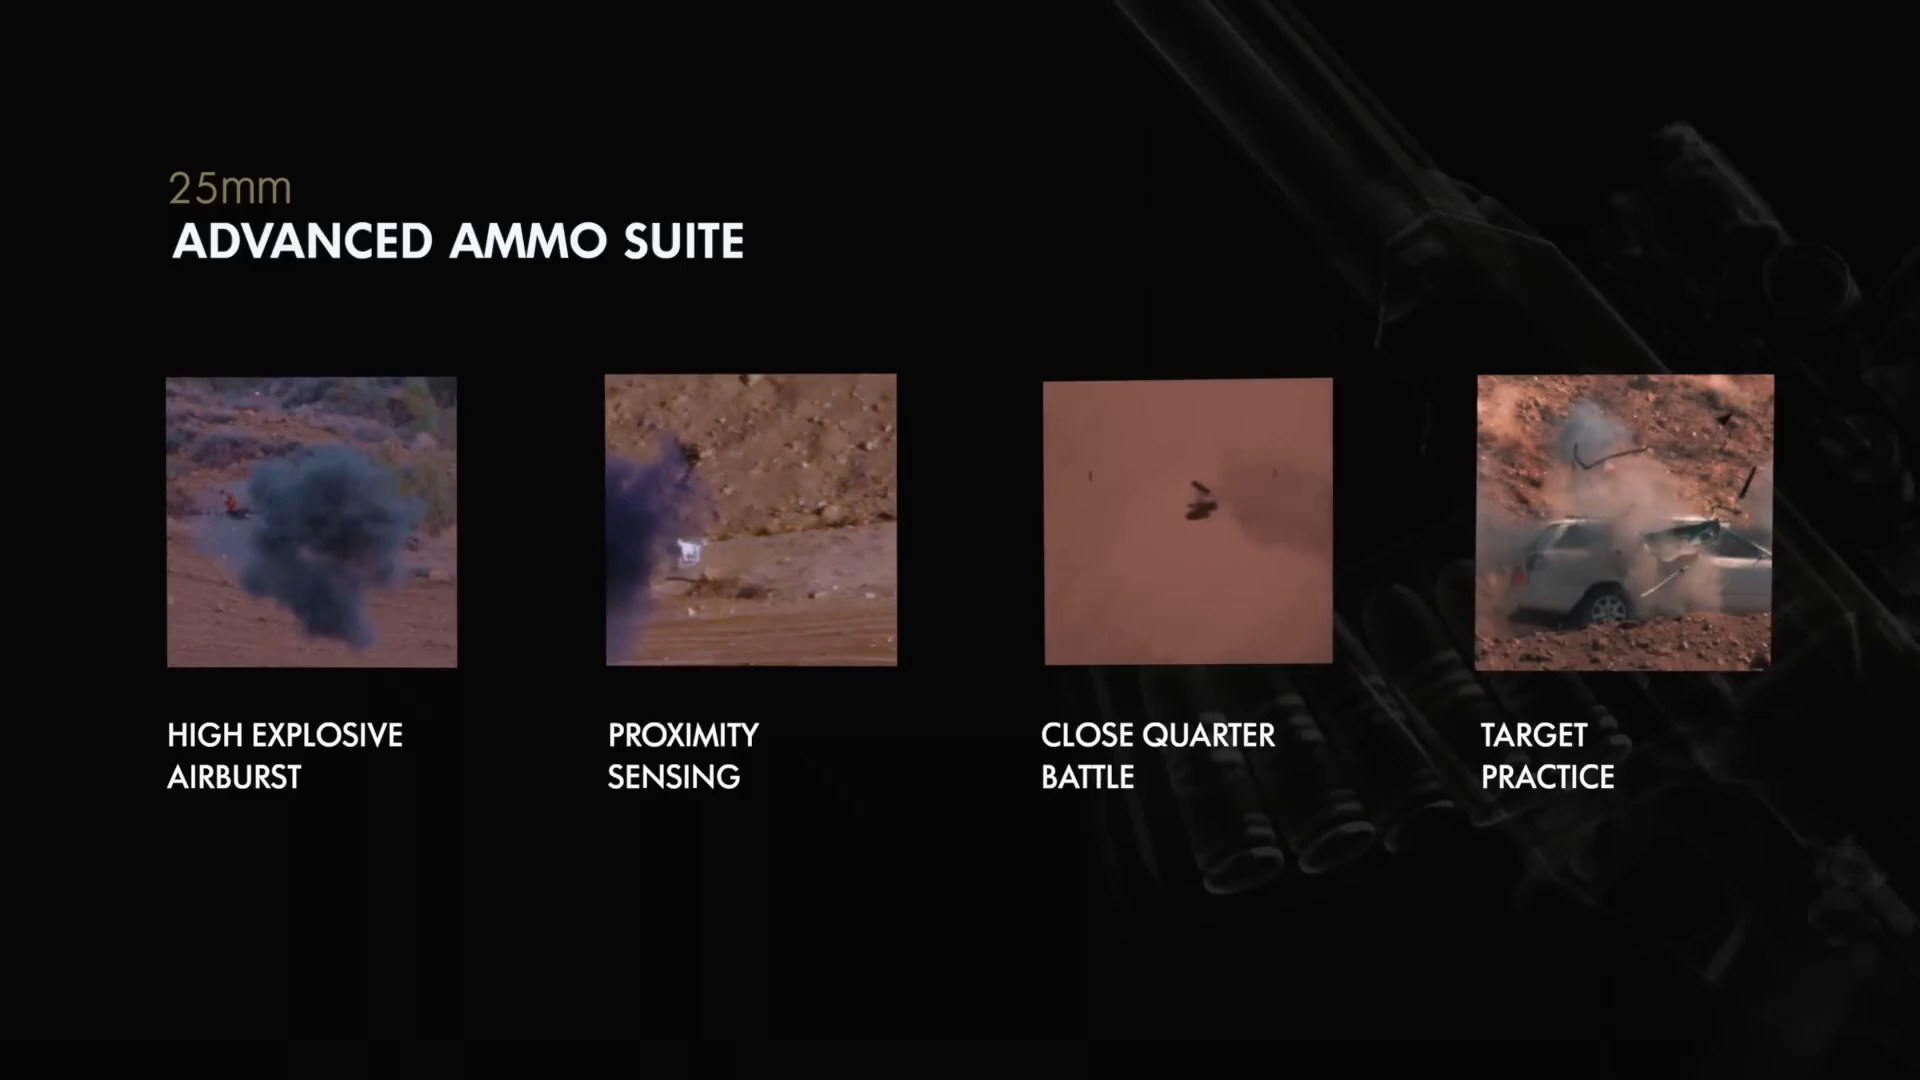 25mm
ADVANCED AMMO SUITE
HIGH EXPLOSIVE
AIRBURST
PROXIMITY
SENSING
CLOSE QUARTER
BATTLE
TARGET
PRACTICE